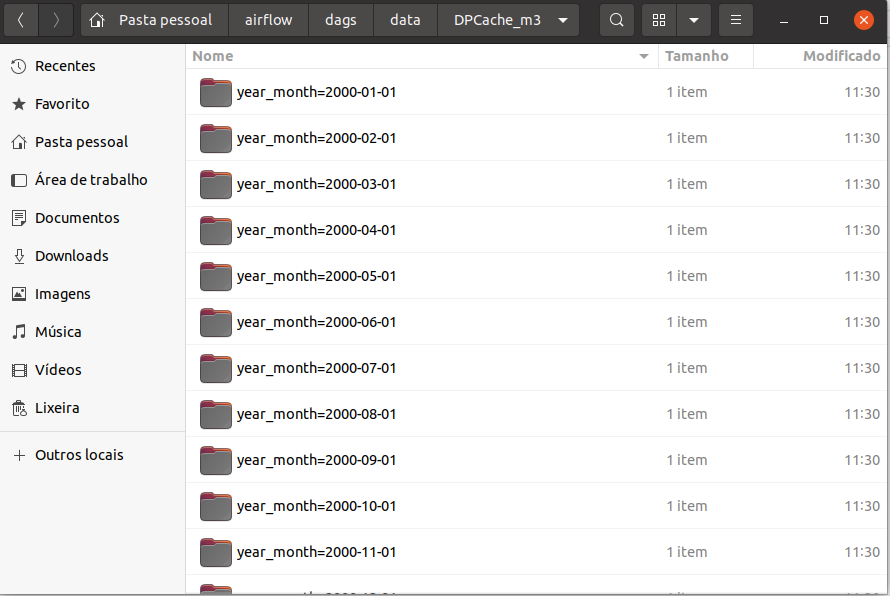 Pasta pessoal airflow dags data DPCache_m3
Nome Tamanho Modificado
Recentes
Favorito
Pasta pessoal
Área de trabalho
Documentos
Downloads
Imagens
Música
Vídeos
Lixeira
Outros locais
year_month=2000-01-01 1 item 11:30
year_month=2000-02-01 1 item 11:30
year_month=2000-03-01 1 item 11:30
year_month=2000-04-01 1 item 11:30
year_month=2000-05-01 1 item 11:30
year_month=2000-06-01 1 item 11:30
year_month=2000-07-01 1 item 11:30
year_month=2000-08-01 1 item 11:30
year_month=2000-09-01 1 item 11:30
year_month=2000-10-01 1 item 11:30
year_month=2000-11-01 1 item 11:30